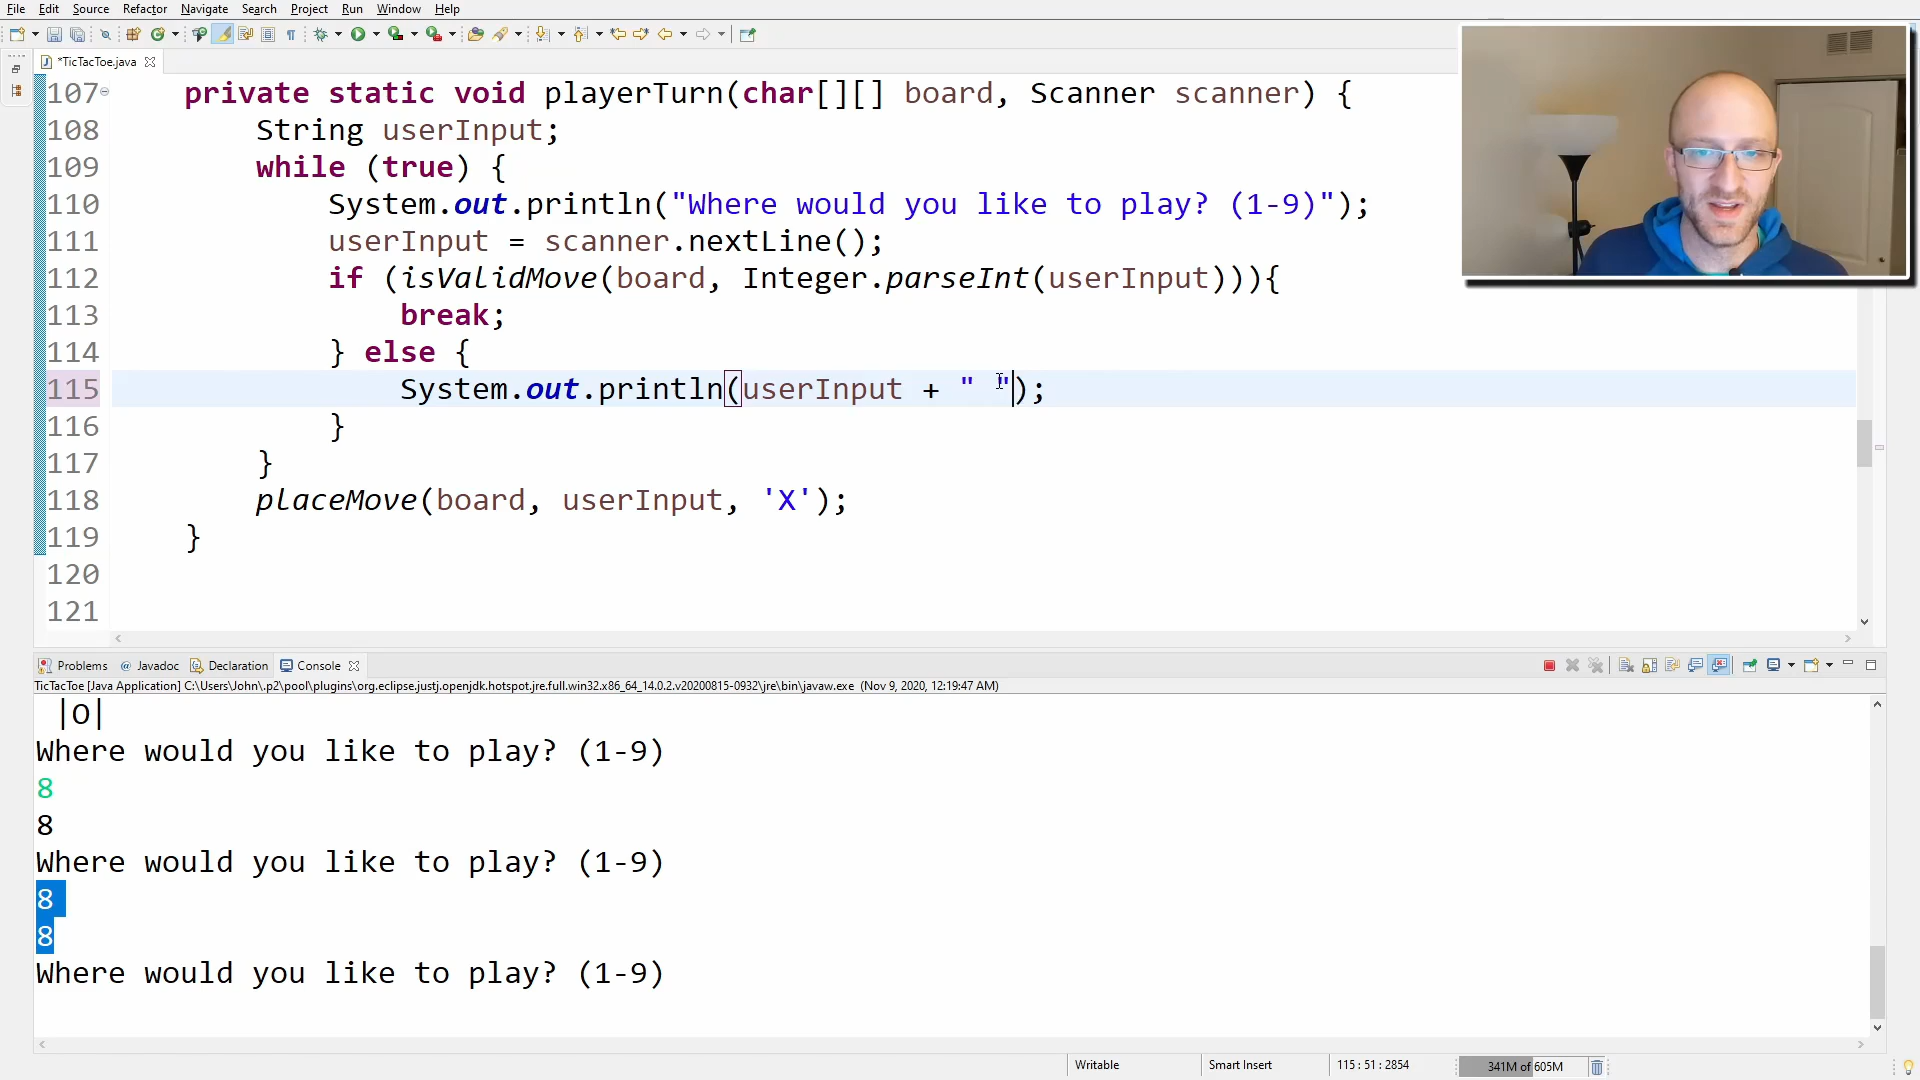 File Edit Source Refactor Navigate Search Project Run Window Help
*TicTacToe.java
107 private static void playerTurn(char[][] board, Scanner scanner) {
108 String userInput;
109 while (true) {
110 System.out.println("Where would you like to play? (1-9)");
111 userInput = scanner.nextLine();
112 if (isValidMove(board, Integer.parseInt(userInput))){
113 break;
114 } else {
115 System.out.println(userInput + " ");
116 }
117 }
118 placeMove(board, userInput, 'X');
119 }
120
121
Problems Javadoc Declaration Console
TicTacToe [Java Application] C:\Users\John\.p2\pool\plugins\org.eclipse.justj.openjdk.hotspot.jre.full.win32.x86_64_14.0.2.v20200815-0932\jre\bin\javaw.exe (Nov 9, 2020, 12:19:47 AM)
|O|
Where would you like to play? (1-9)
8
8
Where would you like to play? (1-9)
8
8
Where would you like to play? (1-9)
Writable Smart Insert 115 : 51 : 2854 341M of 605M